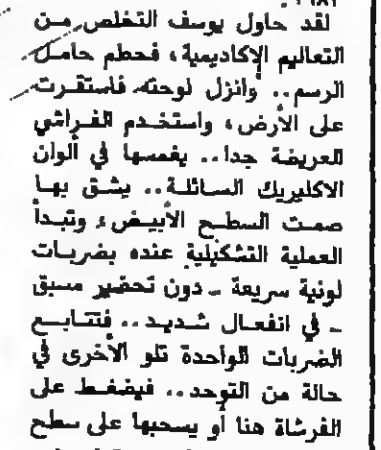 لقد حاول يوسف التخلص من
التعاليم الإكاديمية، فحطم حامل
الرسم.. وانزل لوحته فاستقرت
على الأرض، واستخدم الفراشي
العريضة جدا.. يغمسها في الوان
الاكليريك السائلة.. يشق بها
صمت السطح الأبيض، وتبدأ
العملية التشكيلية عنده بضربات
لونية سريعة - دون تحضير مسبق
- في انفعال شديد.. فتتابع
الضربات الواحدة تلو الأخرى في
حالة من التوحد.. فيضغط على
الفرشاة هنا أو يسحبها على سطح